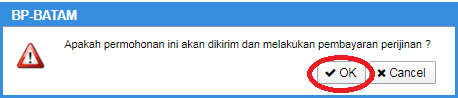 BP-BATAM
Apakah permohonan ini akan dikirim dan melakukan pembayaran perijinan ?
OK Cancel